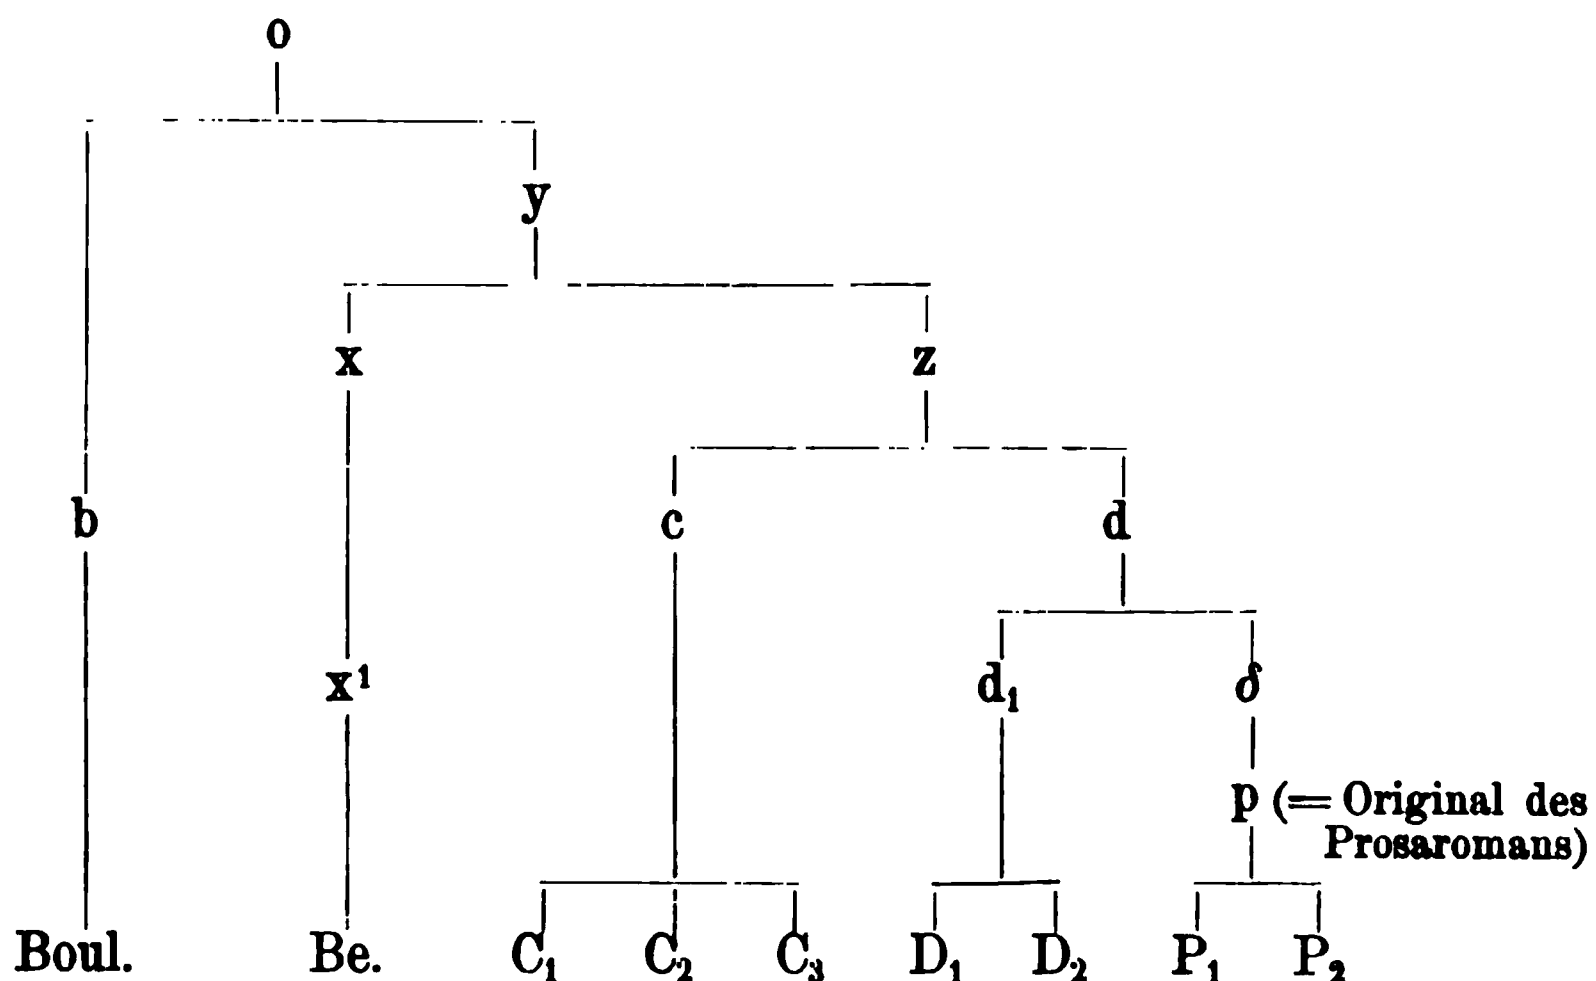 o
y
x z
b c d
x¹ d₁ δ
p (= Original des
Prosaromans)
Boul. Be. C₁ C₂ C₃ D₁ D₂ P₁ P₂